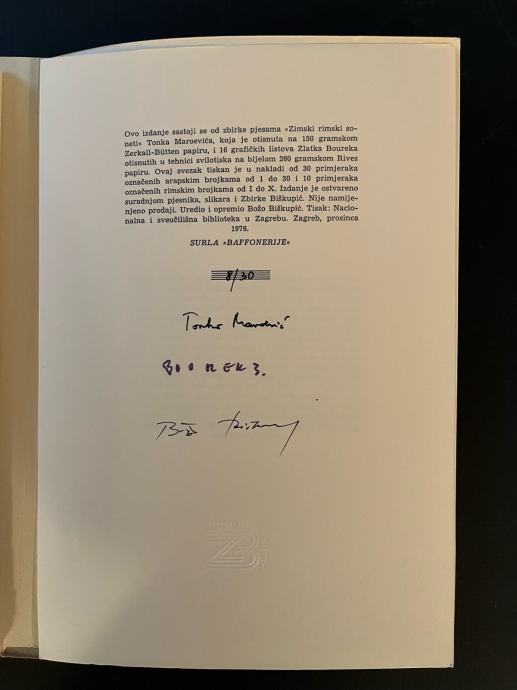 Ovo izdanje sastoji se od zbirke pjesama »Zimski rimski so-
neti« Tonka Maroevića, koja je otisnuta na 150 gramskom
Zerkall-Bütten papiru, i 16 grafičkih listova Zlatka Boureka
otisnutih u tehnici svilotiska na bijelom 260 gramskom Rives
papiru. Ovaj svezak tiskan je u nakladi od 30 primjeraka
označenih arapskim brojkama od 1 do 30 i 10 primjeraka
označenih rimskim brojkama od I do X. Izdanje je ostvareno
suradnjom pjesnika, slikara i Zbirke Biškupić. Nije namije-
njeno prodaji. Uredio i opremio Božo Biškupić. Tisak: Nacio-
nalna i sveučilišna biblioteka u Zagrebu. Zagreb, prosinca
1976.
SURLA »BAFFONERIJE«
8/30
Tonko Maroević
BOUREK Z.